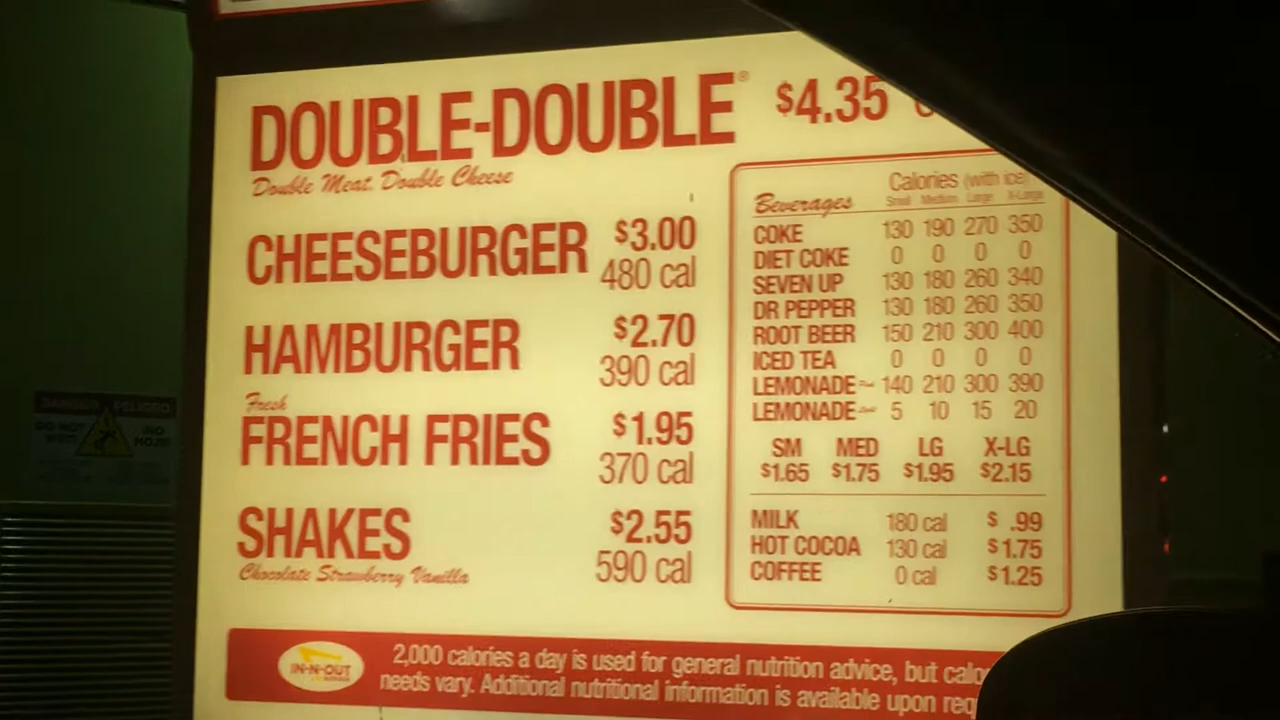 DOUBLE-DOUBLE® $4.35
Double Meat. Double Cheese
CHEESEBURGER $3.00
480 cal
HAMBURGER $2.70
390 cal
Fresh
FRENCH FRIES $1.95
370 cal
SHAKES $2.55
590 cal
Chocolate Strawberry Vanilla
Calories (with ice)
Beverages Small Medium Large X-Large
COKE 130 190 270 350
DIET COKE 0 0 0 0
SEVEN UP 130 180 260 340
DR PEPPER 130 180 260 350
ROOT BEER 150 210 300 400
ICED TEA 0 0 0 0
LEMONADE 140 210 300 390
LEMONADE 5 10 15 20
SM MED LG X-LG
$1.65 $1.75 $1.95 $2.15
MILK 180 cal $ .99
HOT COCOA 130 cal $1.75
COFFEE 0 cal $1.25
IN-N-OUT
2,000 calories a day is used for general nutrition advice, but calo
needs vary. Additional nutritional information is available upon req
DANGER PELIGRO
DO NOT
NO